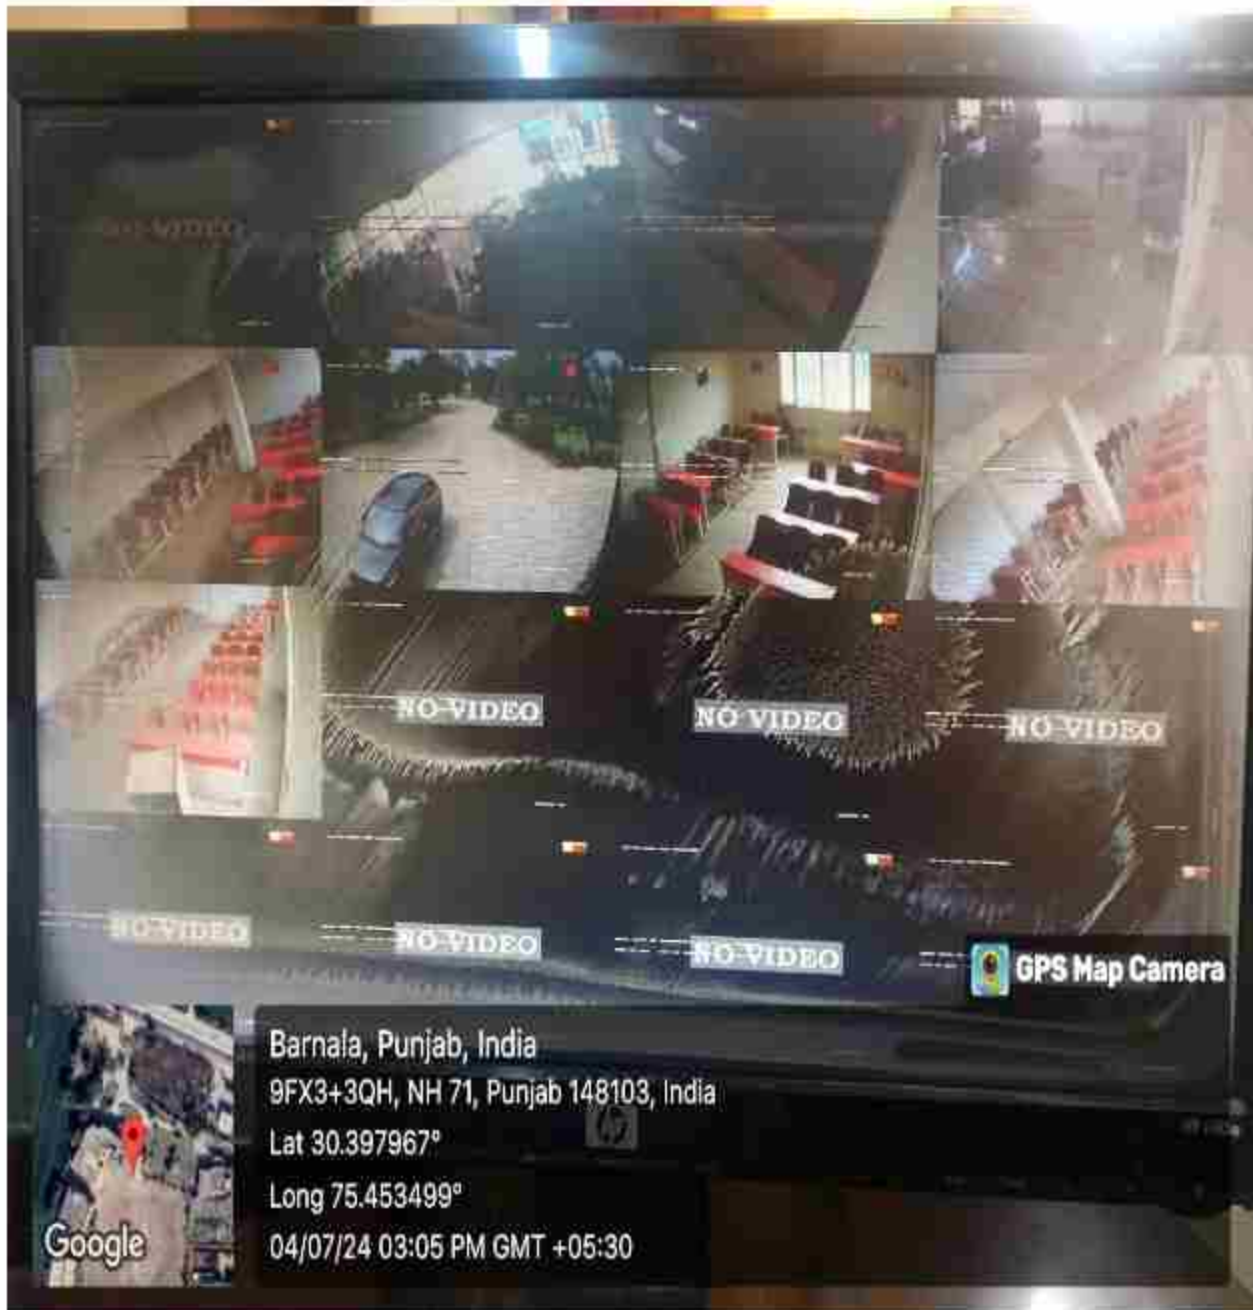 NO VIDEO
NO VIDEO
NO VIDEO
NO VIDEO
NO VIDEO
NO VIDEO
NO VIDEO
GPS Map Camera
Barnala, Punjab, India
9FX3+3QH, NH 71, Punjab 148103, India
hp
Lat 30.397967°
Long 75.453499°
Google
04/07/24 03:05 PM GMT +05:30